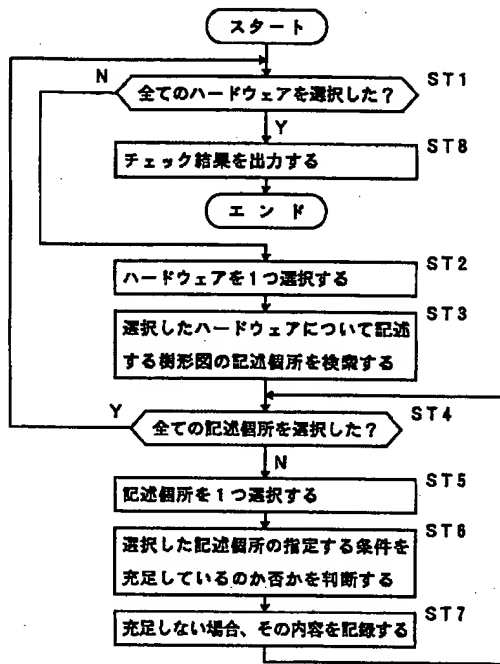 スタート
N
全てのハードウェアを選択した?
ST1
Y
チェック結果を出力する
ST8
エンド
ハードウェアを1つ選択する
ST2
選択したハードウェアについて記述
する樹形図の記述個所を検索する
ST3
Y
全ての記述個所を選択した?
ST4
N
記述個所を1つ選択する
ST5
選択した記述個所の指定する条件を
充足しているのか否かを判断する
ST6
充足しない場合、その内容を記録する
ST7